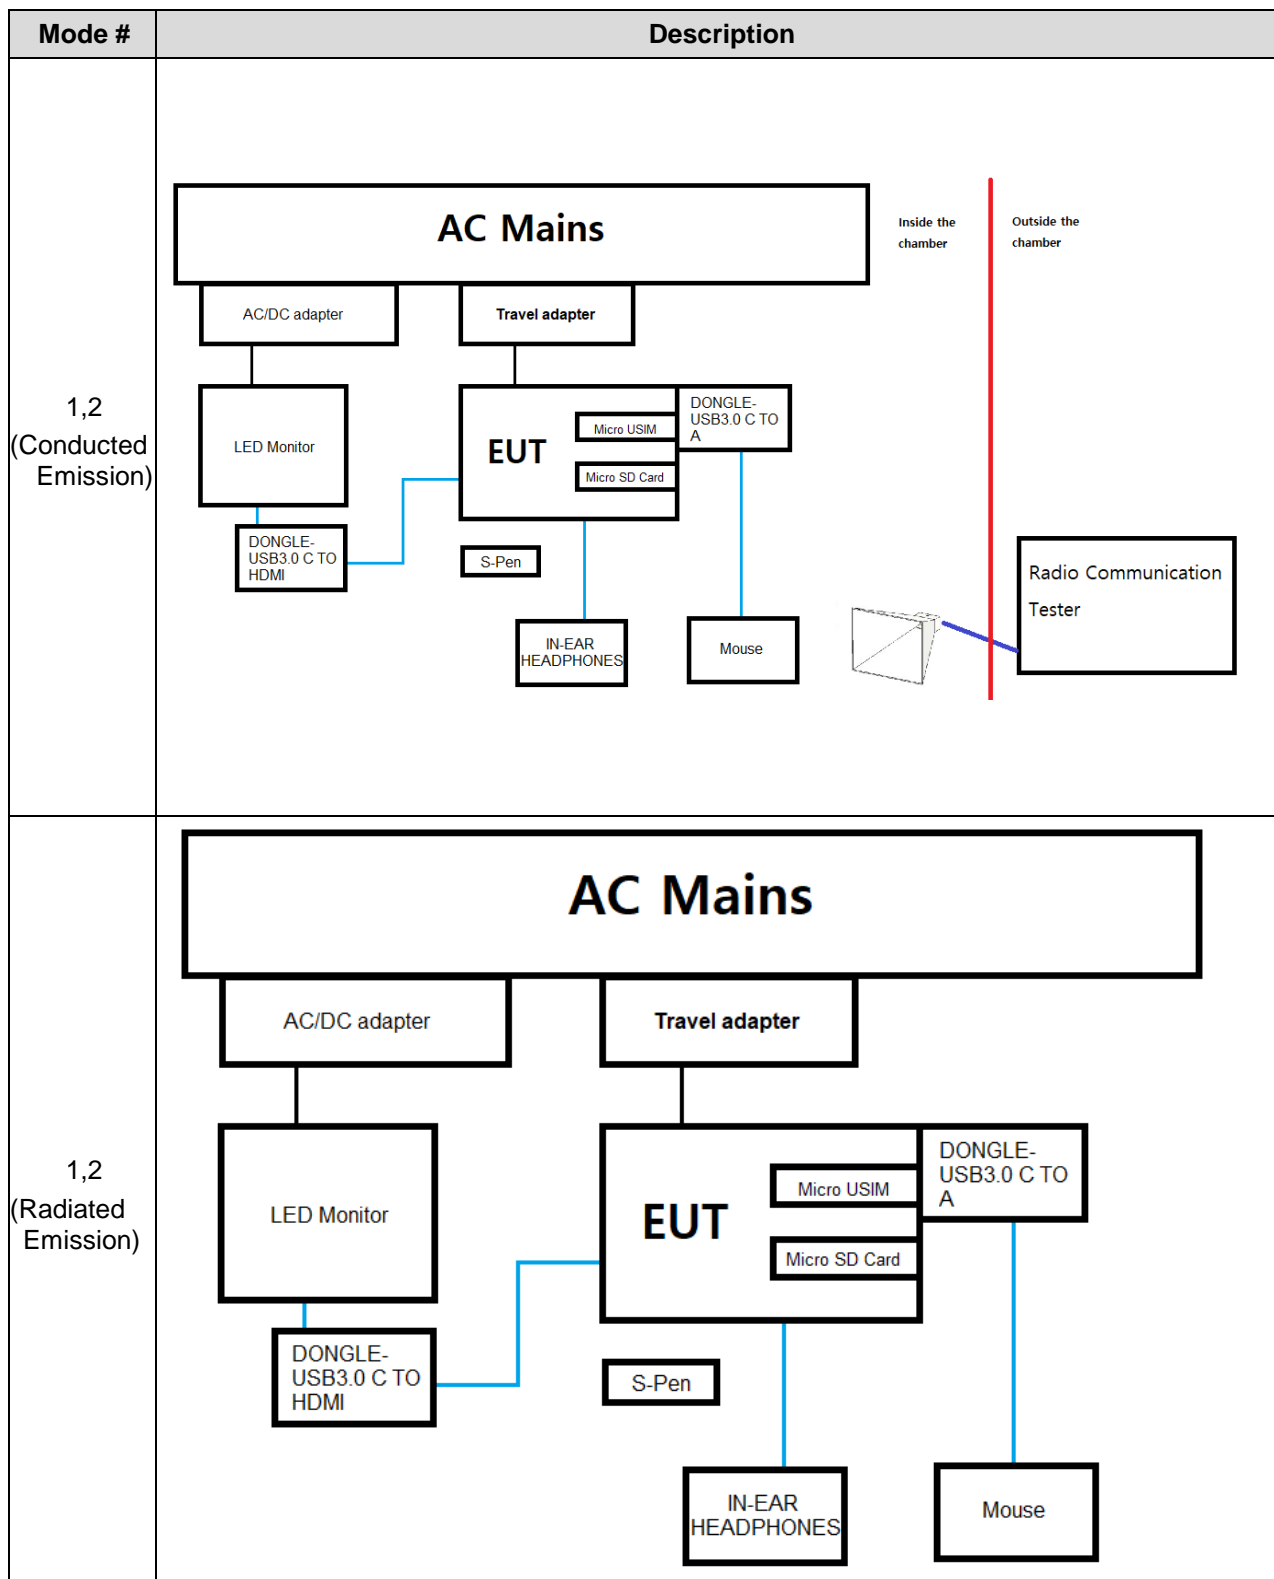 Mode #
Description
1,2
(Conducted
Emission)
AC Mains
Inside the
chamber
Outside the
chamber
AC/DC adapter
Travel adapter
LED Monitor
EUT
Micro USIM
Micro SD Card
DONGLE-
USB3.0 C TO
A
DONGLE-
USB3.0 C TO
HDMI
S-Pen
IN-EAR
HEADPHONES
Mouse
Radio Communication
Tester
1,2
(Radiated
Emission)
AC Mains
AC/DC adapter
Travel adapter
LED Monitor
EUT
Micro USIM
Micro SD Card
DONGLE-
USB3.0 C TO
A
DONGLE-
USB3.0 C TO
HDMI
S-Pen
IN-EAR
HEADPHONES
Mouse